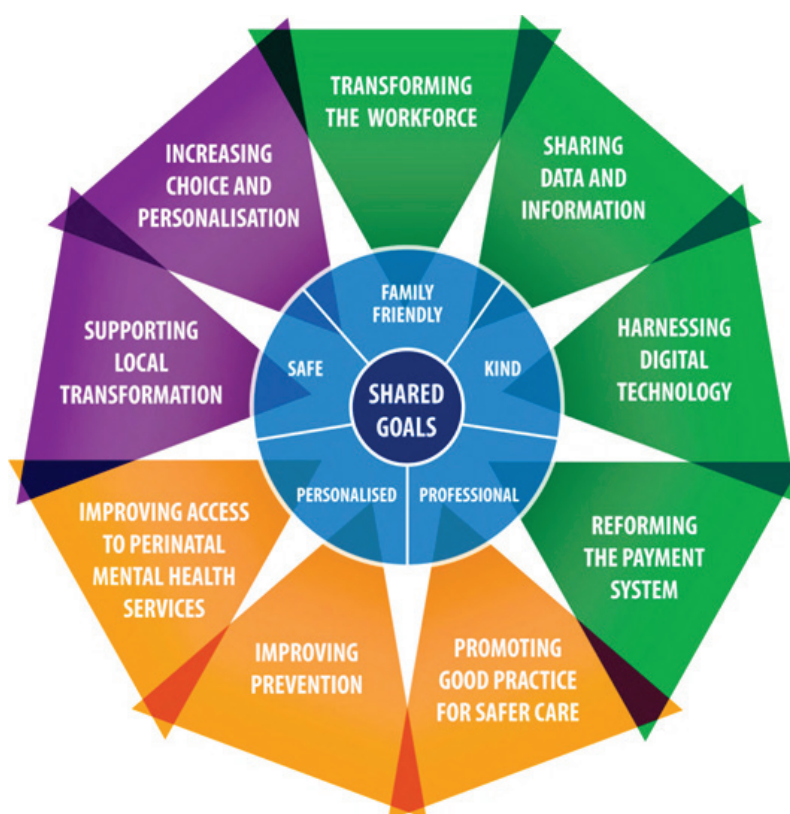 TRANSFORMING
THE WORKFORCE
SHARING
DATA AND
INFORMATION
HARNESSING
DIGITAL
TECHNOLOGY
REFORMING
THE PAYMENT
SYSTEM
PROMOTING
GOOD PRACTICE
FOR SAFER CARE
IMPROVING
PREVENTION
IMPROVING ACCESS
TO PERINATAL
MENTAL HEALTH
SERVICES
SUPPORTING
LOCAL
TRANSFORMATION
INCREASING
CHOICE AND
PERSONALISATION
FAMILY
FRIENDLY
KIND
PROFESSIONAL
PERSONALISED
SAFE
SHARED
GOALS